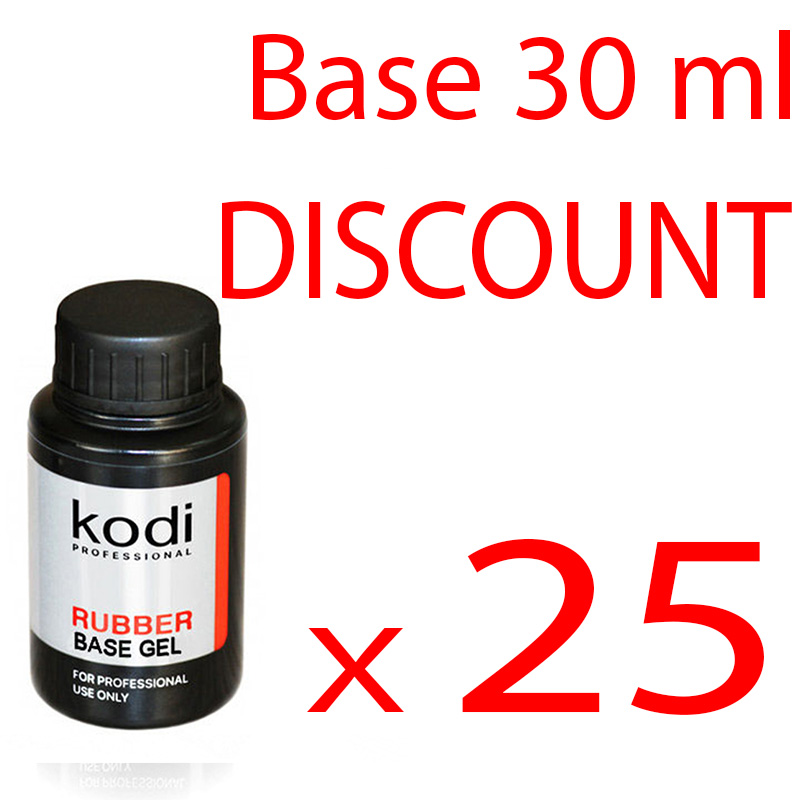 Base 30 ml
DISCOUNT
kodi
PROFESSIONAL
RUBBER
BASE GEL
FOR PROFESSIONAL
USE ONLY
x 25